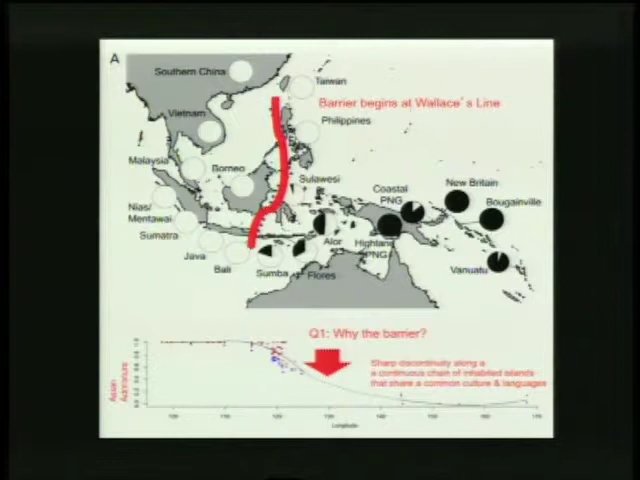 A
Southern China
Taiwan
Barrier begins at Wallace's Line
Vietnam
Philippines
Malaysia
Borneo
Sulawesi
Coastal
PNG
New Britain
Bougainville
Nias/
Mentawai
Sumatra
Java
Bali
Sumba
Flores
Alor
Highland
PNG
Vanuatu
Q1: Why the barrier?
Sharp discontinuity along a
a continuous chain of inhabited islands
that share a common culture & languages
Asian
Admixture
Longitude